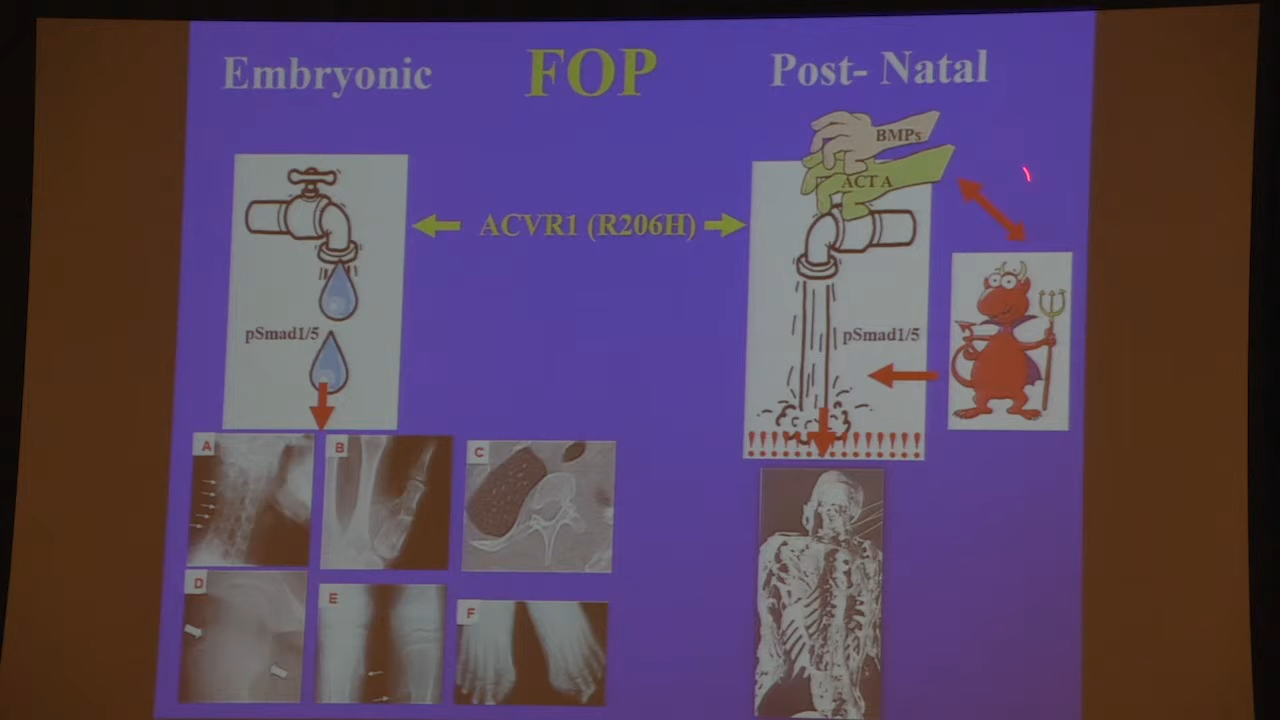 Embryonic
FOP
Post- Natal
BMPs
ACT A
ACVR1 (R206H)
pSmad1/5
pSmad1/5
!!!!!!!!!!!!!
A
B
C
D
E
F